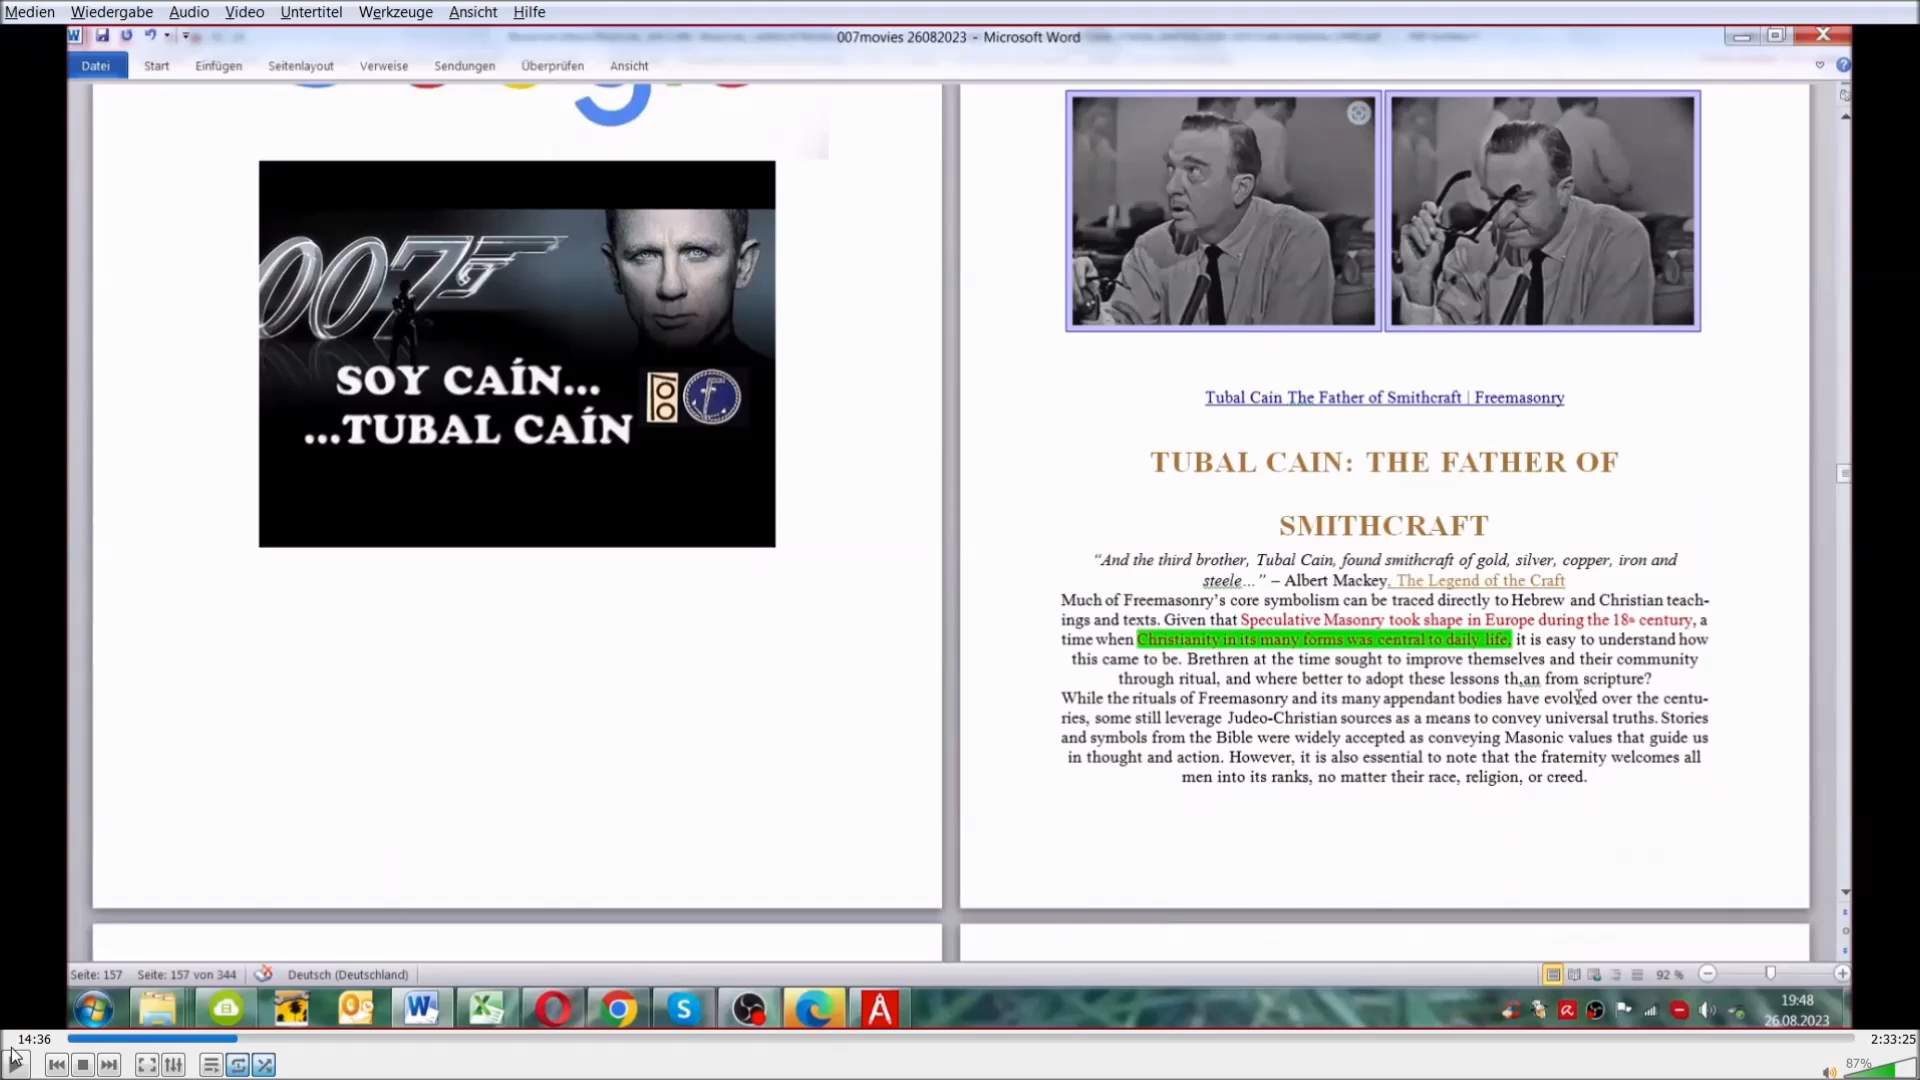 Medien Wiedergabe Audio Video Untertitel Werkzeuge Ansicht Hilfe
007movies 26082023 - Microsoft Word
Datei Start Einfügen Seitenlayout Verweise Sendungen Überprüfen Ansicht
007
SOY CAÍN...
...TUBAL CAÍN
Tubal Cain The Father of Smithcraft | Freemasonry
TUBAL CAIN: THE FATHER OF
SMITHCRAFT
“And the third brother, Tubal Cain, found smithcraft of gold, silver, copper, iron and
steele…” – Albert Mackey, The Legend of the Craft
Much of Freemasonry’s core symbolism can be traced directly to Hebrew and Christian teach-
ings and texts. Given that Speculative Masonry took shape in Europe during the 18th century, a
time when Christianity in its many forms was central to daily life, it is easy to understand how
this came to be. Brethren at the time sought to improve themselves and their community
through ritual, and where better to adopt these lessons th,an from scripture?
While the rituals of Freemasonry and its many appendant bodies have evolved over the centu-
ries, some still leverage Judeo-Christian sources as a means to convey universal truths. Stories
and symbols from the Bible were widely accepted as conveying Masonic values that guide us
in thought and action. However, it is also essential to note that the fraternity welcomes all
men into its ranks, no matter their race, religion, or creed.
Seite: 157 Seite: 157 von 344 Deutsch (Deutschland) 92 %
19:48
26.08.2023
14:36 2:33:25
87%